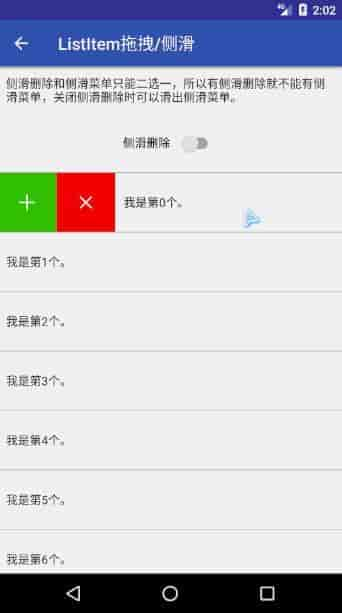 2:02
ListItem拖拽/侧滑
侧滑删除和侧滑菜单只能二选一，所以有侧滑删除就不能有侧
滑菜单，关闭侧滑删除时可以滑出侧滑菜单。
侧滑删除
我是第0个。
我是第1个。
我是第2个。
我是第3个。
我是第4个。
我是第5个。
我是第6个。